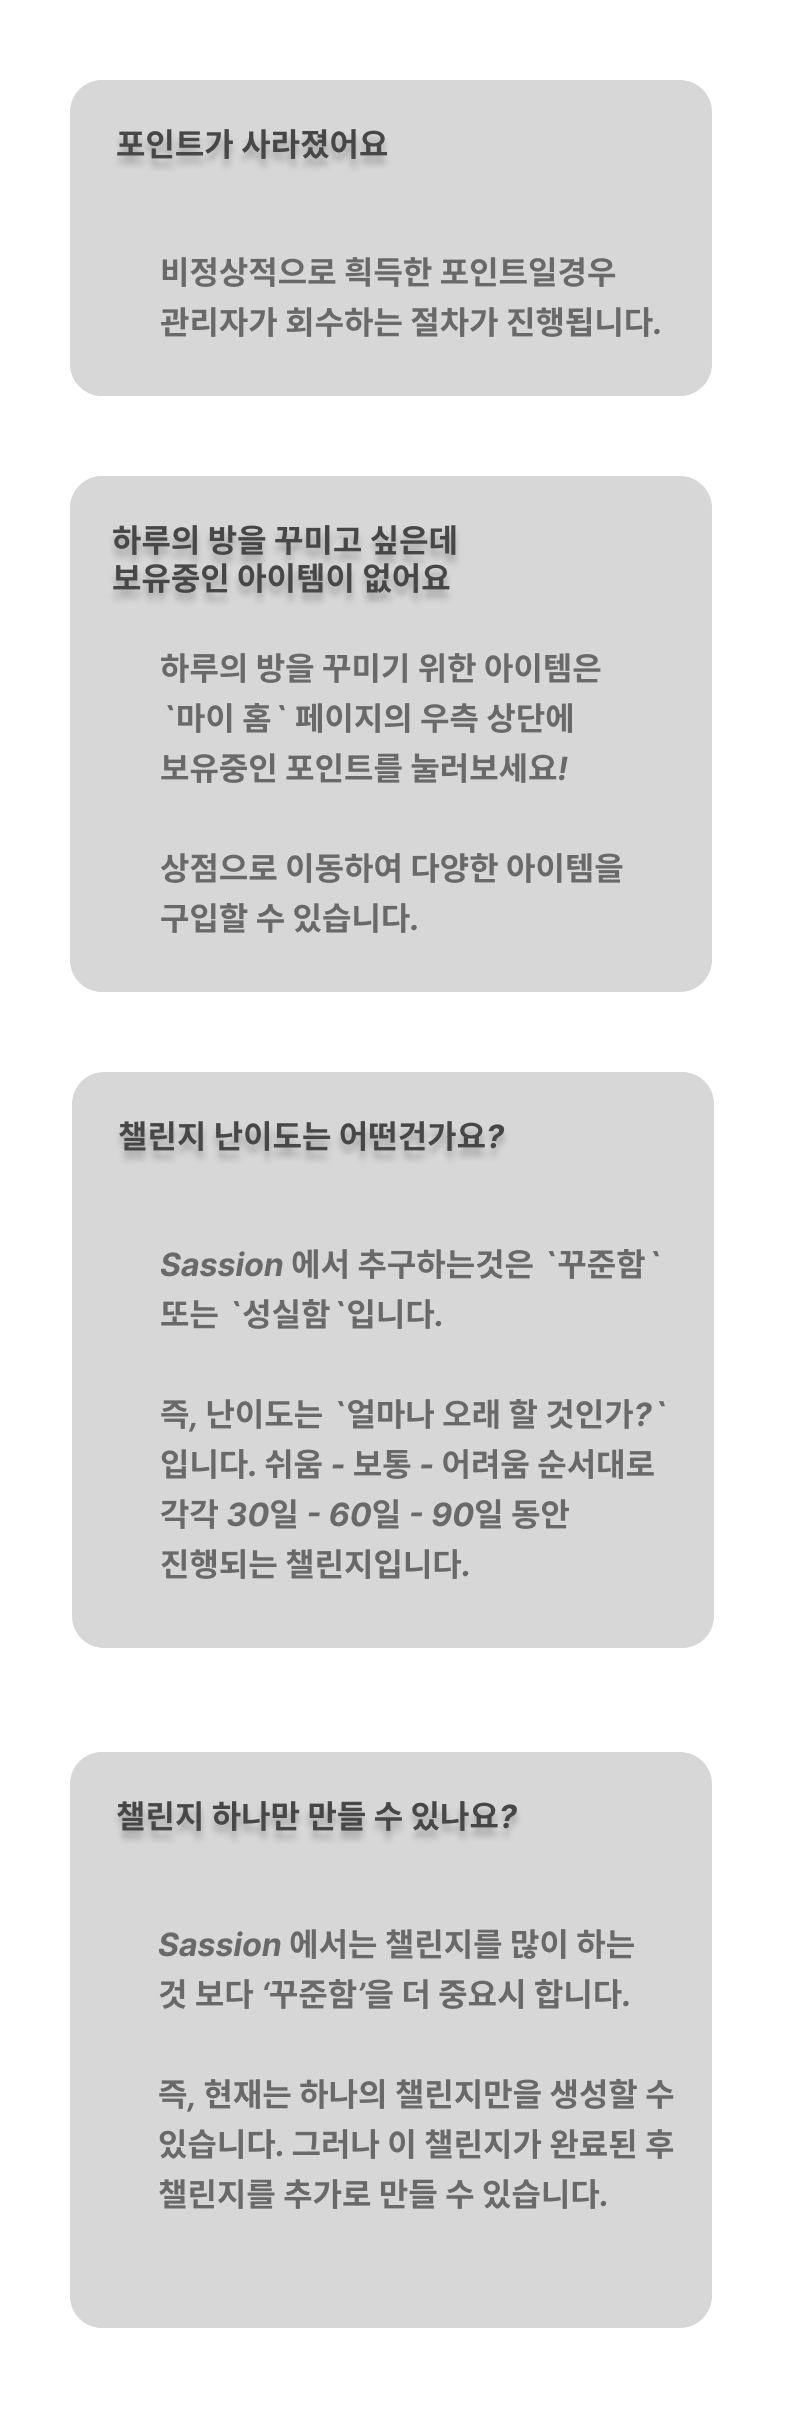 포인트가 사라졌어요
비정상적으로 흭득한 포인트일경우
관리자가 회수하는 절차가 진행됩니다.
하루의 방을 꾸미고 싶은데
보유중인 아이템이 없어요
하루의 방을 꾸미기 위한 아이템은
`마이 홈` 페이지의 우측 상단에
보유중인 포인트를 눌러보세요!
상점으로 이동하여 다양한 아이템을
구입할 수 있습니다.
챌린지 난이도는 어떤건가요?
Sassion 에서 추구하는것은 `꾸준함`
또는 `성실함`입니다.
즉, 난이도는 `얼마나 오래 할 것인가?`
입니다. 쉬움 - 보통 - 어려움 순서대로
각각 30일 - 60일 - 90일 동안
진행되는 챌린지입니다.
챌린지 하나만 만들 수 있나요?
Sassion 에서는 챌린지를 많이 하는
것 보다 ‘꾸준함’을 더 중요시 합니다.
즉, 현재는 하나의 챌린지만을 생성할 수
있습니다. 그러나 이 챌린지가 완료된 후
챌린지를 추가로 만들 수 있습니다.